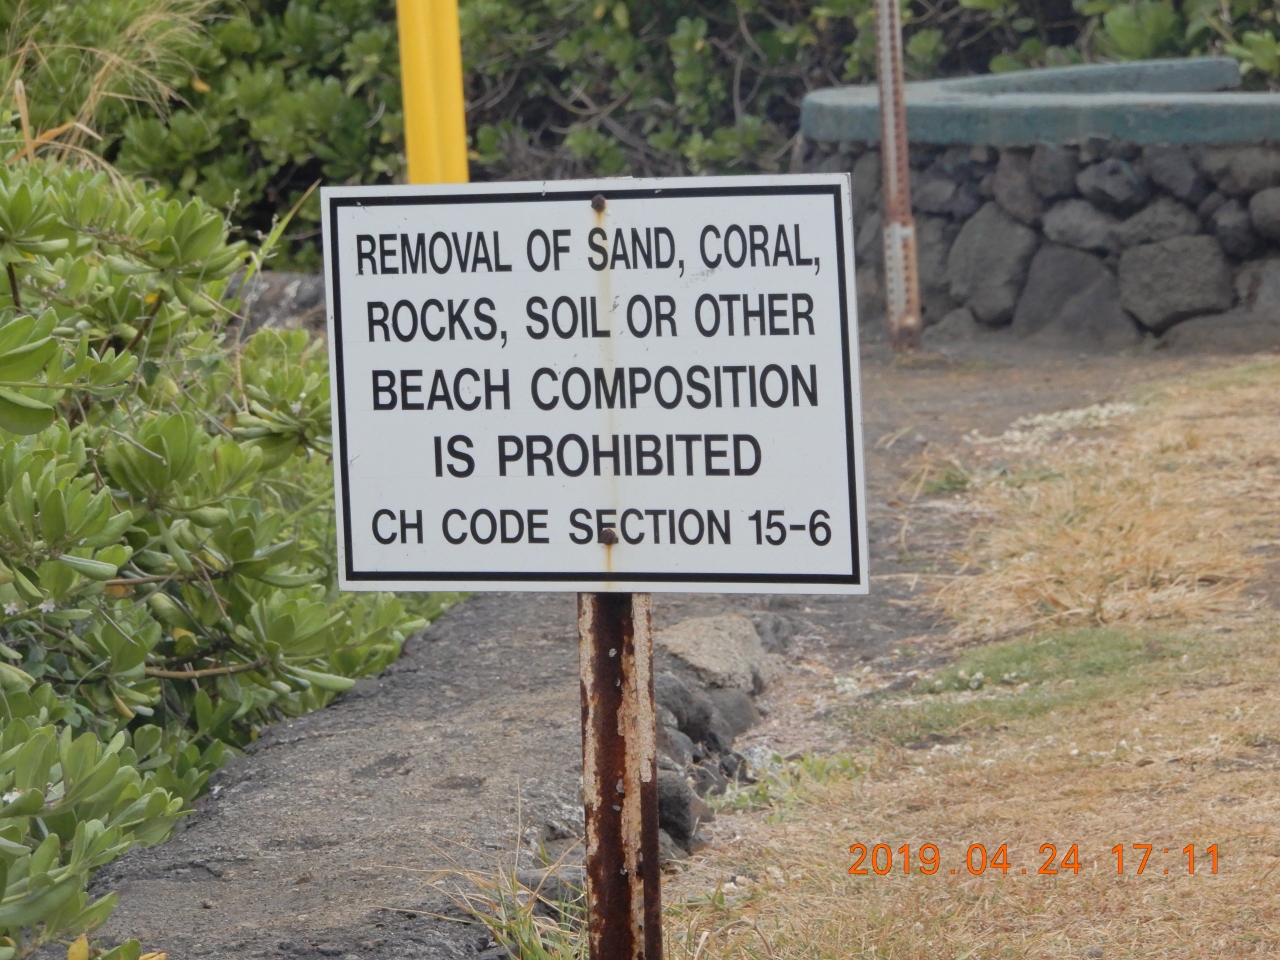 REMOVAL OF SAND, CORAL,
ROCKS, SOIL OR OTHER
BEACH COMPOSITION
IS PROHIBITED
CH CODE SECTION 15-6
2019.04.24 17:11